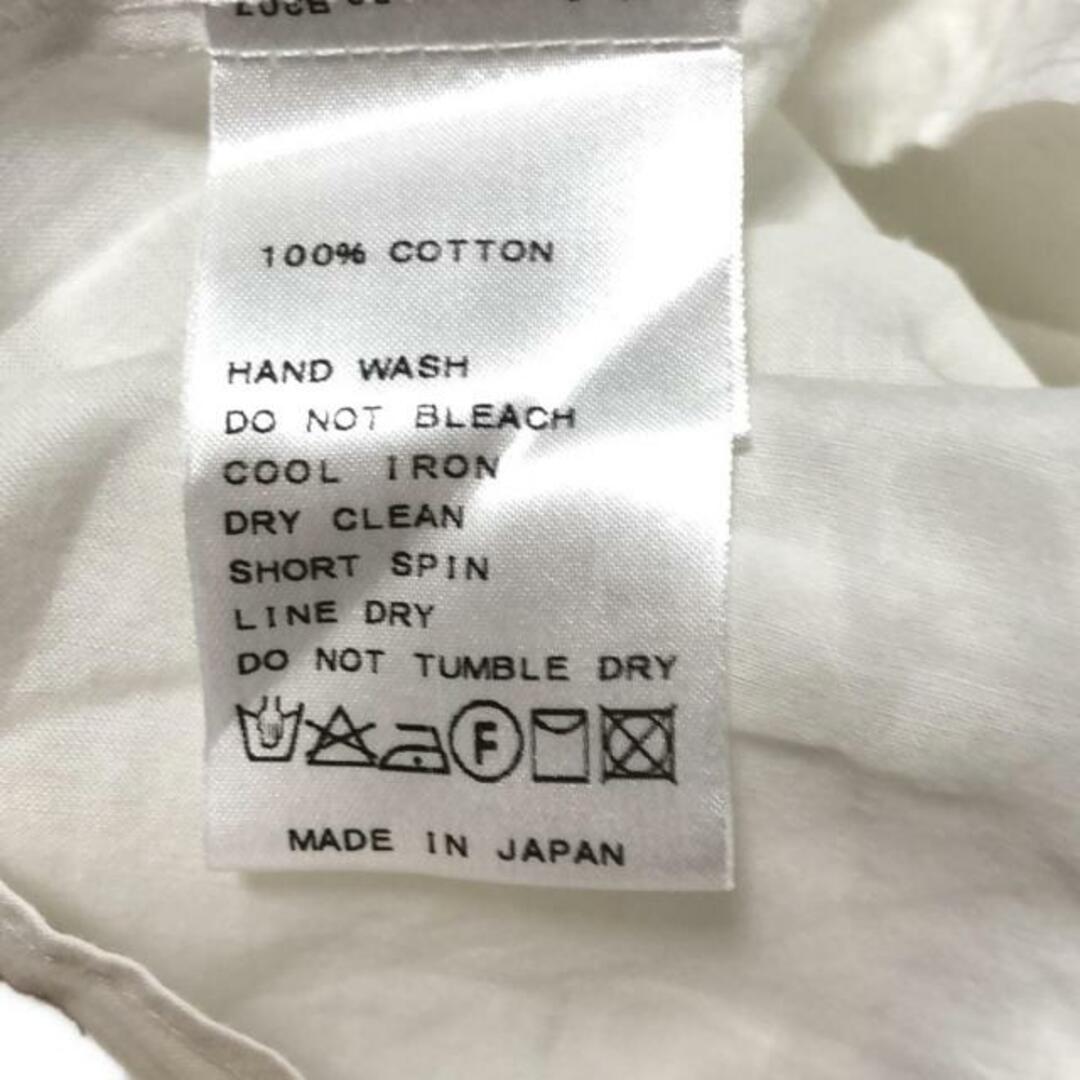 100% COTTON
HAND WASH
DO NOT BLEACH
COOL IRON
DRY CLEAN
SHORT SPIN
LINE DRY
DO NOT TUMBLE DRY
F
MADE IN JAPAN